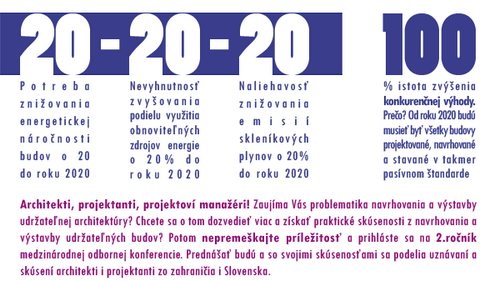 20-20-20 100
Potreba
znižovania
energetickej
náročnosti
budov o 20
do roku 2020
Nevyhnutnosť
zvyšovania
podielu využitia
obnoviteľných
zdrojov energie
o 20% do
roku 2020
Naliehavosť
znižovania
emisií
skleníkových
plynov o 20%
do roku 2020
% istota zvýšenia
konkurenčnej výhody.
Prečo? Od roku 2020 budú
musieť byť všetky budovy
projektované, navrhované
a stavané v takmer
pasívnom štandarde
Architekti, projektanti, projektoví manažéri! Zaujíma Vás problematika navrhovania a výstavby
udržateľnej architektúry? Chcete sa o tom dozvedieť viac a získať praktické skúsenosti z navrhovania a
výstavby udržateľných budov? Potom nepremeškajte príležitosť a prihláste sa na 2.ročník
medzinárodnej odbornej konferencie. Prednášať budú a so svojimi skúsenosťami sa podelia uznávaní a
skúsení architekti i projektanti zo zahraničia i Slovenska.